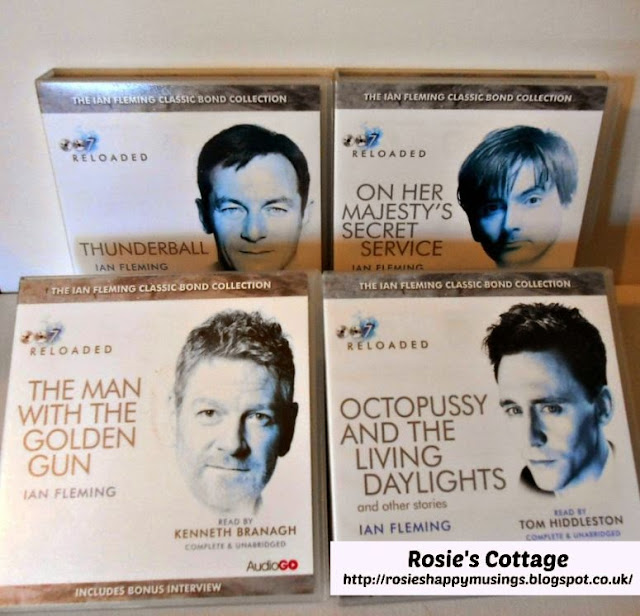 THE IAN FLEMING CLASSIC BOND COLLECTION
007
RELOADED
THUNDERBALL
IAN FLEMING
THE IAN FLEMING CLASSIC BOND COLLECTION
007
RELOADED
ON HER
MAJESTY'S
SECRET
SERVICE
IAN FLEMING
THE IAN FLEMING CLASSIC BOND COLLECTION
007
RELOADED
THE MAN
WITH THE
GOLDEN
GUN
IAN FLEMING
READ BY
KENNETH BRANAGH
COMPLETE & UNABRIDGED
AudioGO
INCLUDES BONUS INTERVIEW
THE IAN FLEMING CLASSIC BOND COLLECTION
007
RELOADED
OCTOPUSSY
AND THE
LIVING
DAYLIGHTS
and other stories
IAN FLEMING
READ BY
TOM HIDDLESTON
COMPLETE & UNABRIDGED
Rosie's Cottage
http://rosieshappymusings.blogspot.co.uk/